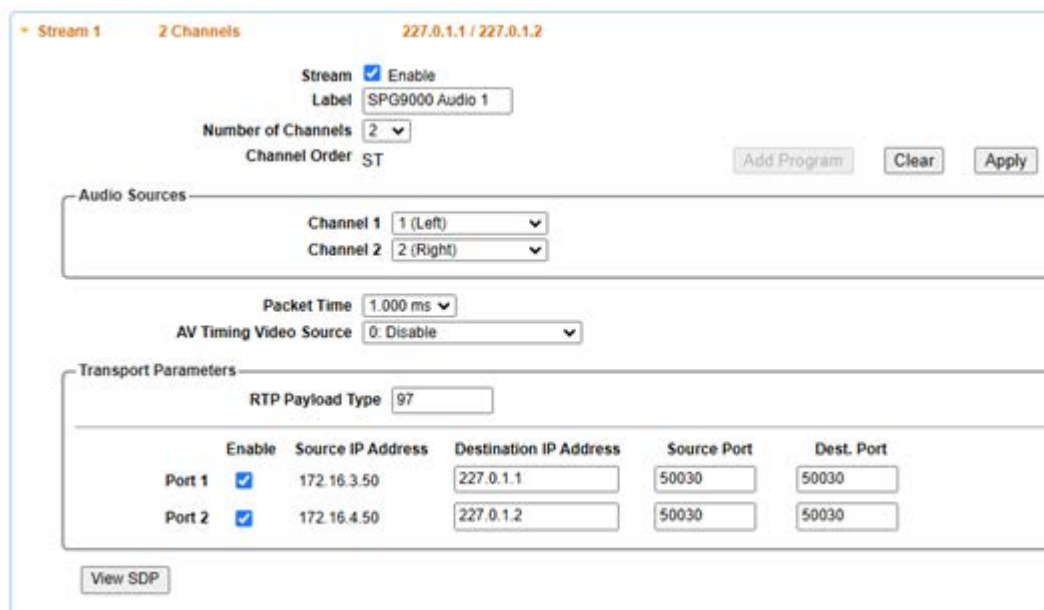 Stream 1 2 Channels 227.0.1.1 / 227.0.1.2
Stream Enable
Label SPG9000 Audio 1
Number of Channels 2
Channel Order ST
Add Program Clear Apply
Audio Sources
Channel 1 1 (Left)
Channel 2 2 (Right)
Packet Time 1.000 ms
AV Timing Video Source 0: Disable
Transport Parameters
RTP Payload Type 97
Enable Source IP Address Destination IP Address Source Port Dest. Port
Port 1 172.16.3.50 227.0.1.1 50030 50030
Port 2 172.16.4.50 227.0.1.2 50030 50030
View SDP